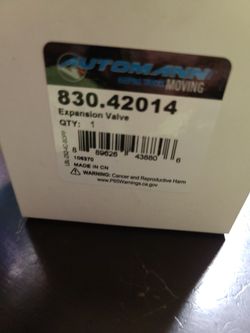 AUTOMANN
MOVING
830.42014
Expansion Valve
QTY: 1
8 89626 43880 6
106370
MADE IN CN
WARNING: Cancer and Reproductive Harm
www.P65Warnings.ca.gov